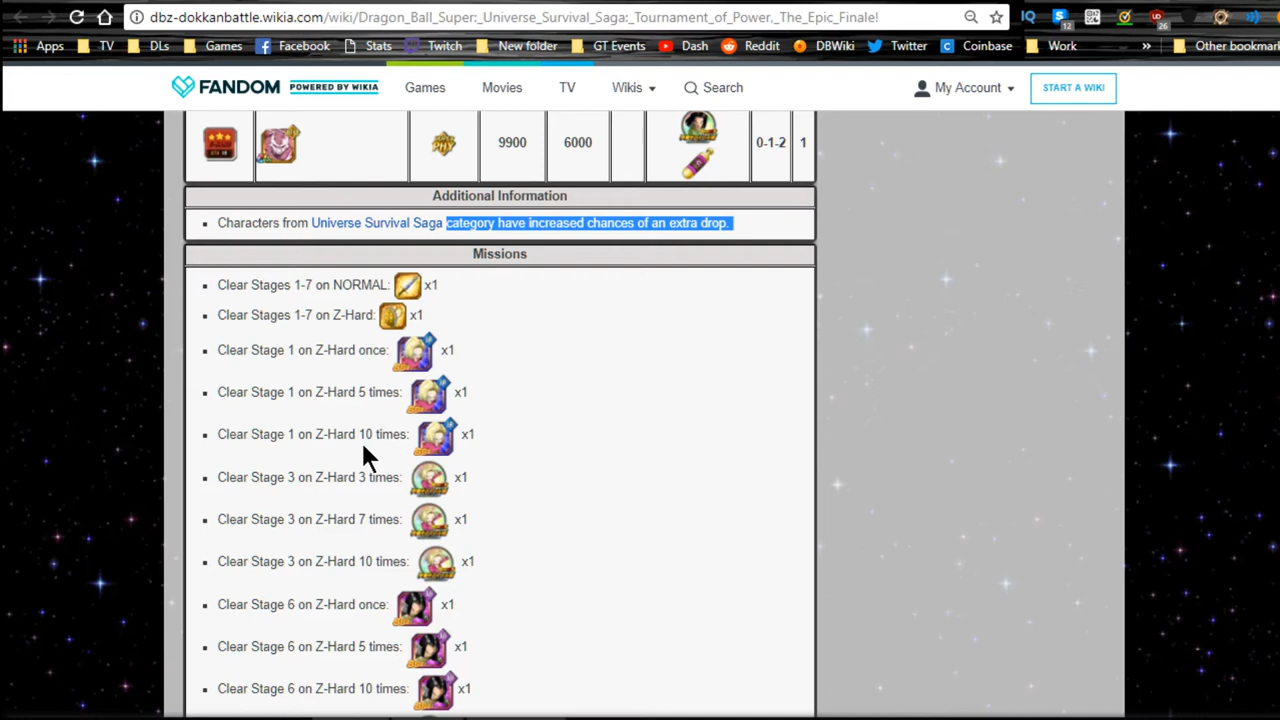 dbz-dokkanbattle.wikia.com/wiki/Dragon_Ball_Super:_Universe_Survival_Saga:_Tournament_of_Power,_The_Epic_Finale!
Apps TV DLs Games Facebook Stats Twitch New folder GT Events Dash Reddit DBWiki Twitter Coinbase Work » Other bookmar
IQ 12 26
FANDOM POWERED BY WIKIA Games Movies TV Wikis Search My Account START A WIKI
9900 6000 0-1-2 1
Additional Information
Characters from Universe Survival Saga category have increased chances of an extra drop.
Missions
Clear Stages 1-7 on NORMAL: x1
Clear Stages 1-7 on Z-Hard: x1
Clear Stage 1 on Z-Hard once: x1
Clear Stage 1 on Z-Hard 5 times: x1
Clear Stage 1 on Z-Hard 10 times: x1
Clear Stage 3 on Z-Hard 3 times: x1
Clear Stage 3 on Z-Hard 7 times: x1
Clear Stage 3 on Z-Hard 10 times: x1
Clear Stage 6 on Z-Hard once: x1
Clear Stage 6 on Z-Hard 5 times: x1
Clear Stage 6 on Z-Hard 10 times: x1